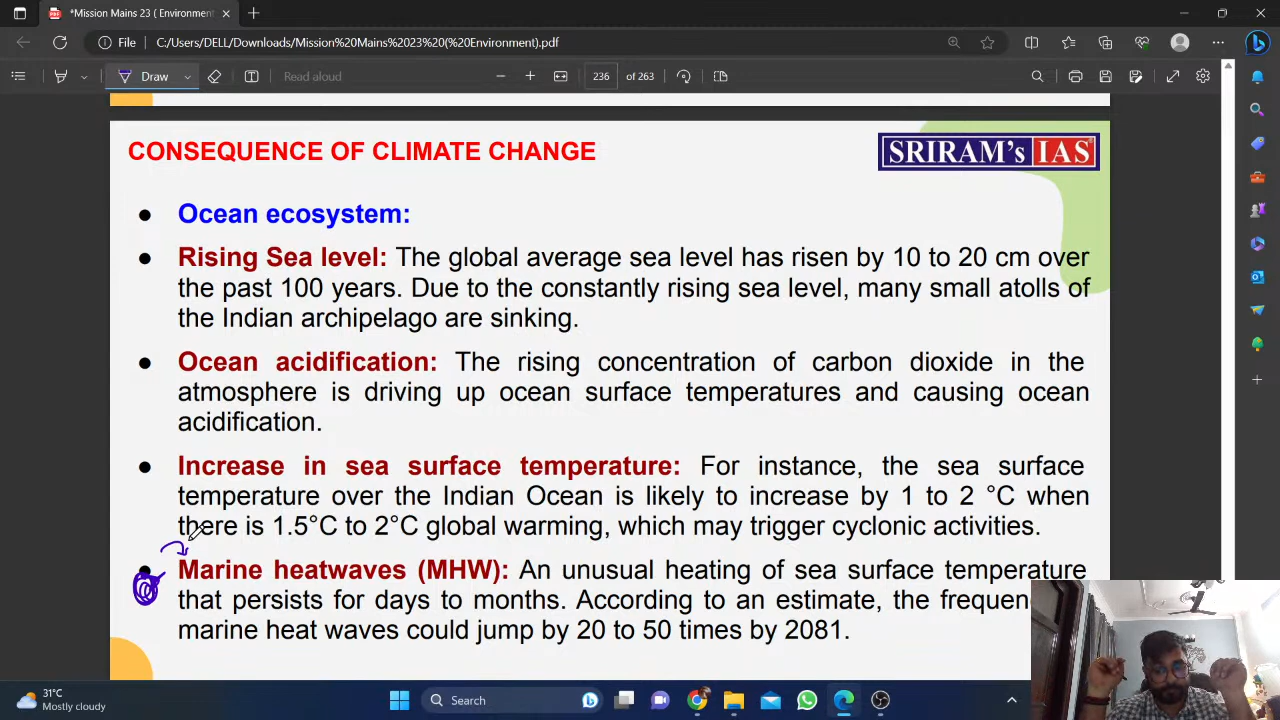 *Mission Mains 23 ( Environment
File
C:/Users/DELL/Downloads/Mission%20Mains%2023%20(%20Environment).pdf
Draw
Read aloud
236
of 263
CONSEQUENCE OF CLIMATE CHANGE
SRIRAM's IAS
Ocean ecosystem:
Rising Sea level: The global average sea level has risen by 10 to 20 cm over
the past 100 years. Due to the constantly rising sea level, many small atolls of
the Indian archipelago are sinking.
Ocean acidification: The rising concentration of carbon dioxide in the
atmosphere is driving up ocean surface temperatures and causing ocean
acidification.
Increase in sea surface temperature: For instance, the sea surface
temperature over the Indian Ocean is likely to increase by 1 to 2 °C when
there is 1.5°C to 2°C global warming, which may trigger cyclonic activities.
Marine heatwaves (MHW): An unusual heating of sea surface temperature
that persists for days to months. According to an estimate, the
marine heat waves could jump by 20 to 50 times by 2081.
31°C
Mostly cloudy
Search